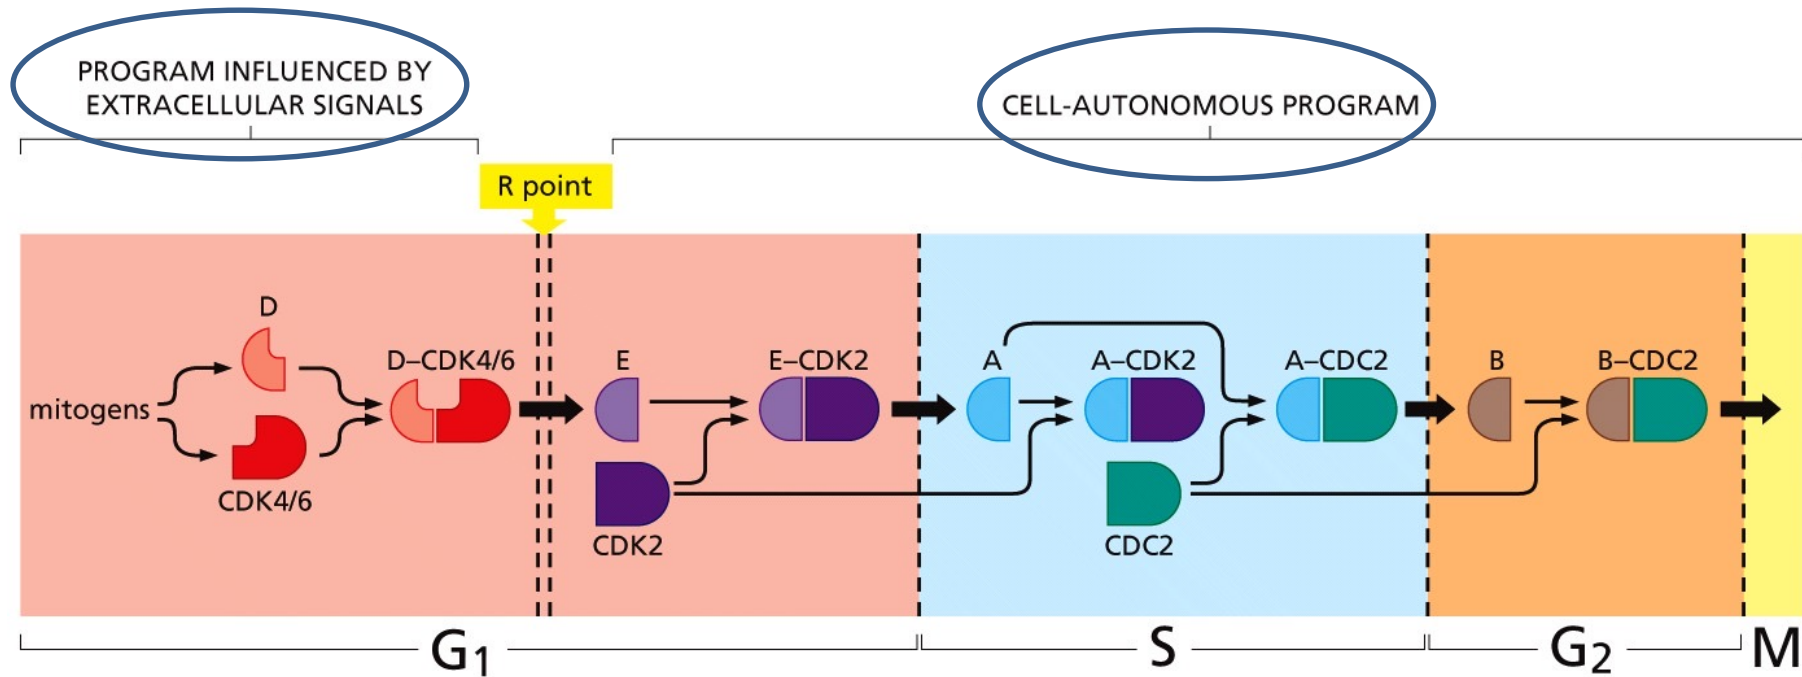 PROGRAM INFLUENCED BY
EXTRACELLULAR SIGNALS
CELL-AUTONOMOUS PROGRAM
R point
D
D–CDK4/6
E
E–CDK2
A
A–CDK2
A–CDC2
B
B–CDC2
mitogens
CDK4/6
CDK2
CDC2
G1
S
G2
M